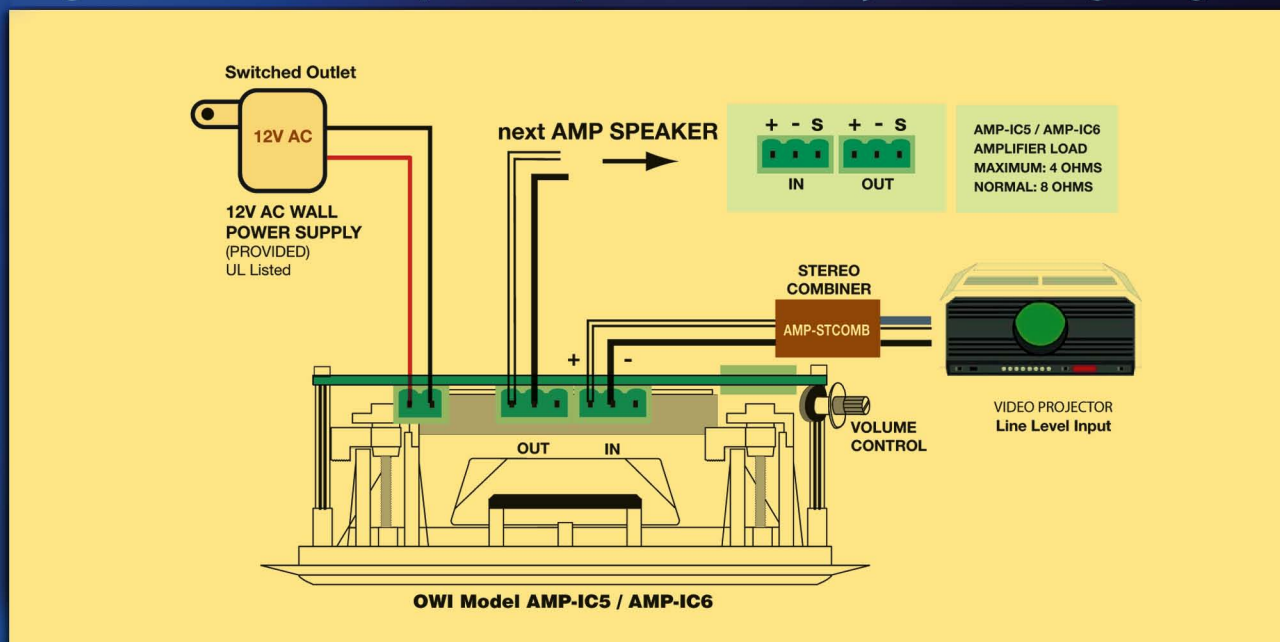 Switched Outlet
12V AC
12V AC WALL
POWER SUPPLY
(PROVIDED)
UL Listed
next AMP SPEAKER
+ - S + - S
IN OUT
AMP-IC5 / AMP-IC6
AMPLIFIER LOAD
MAXIMUM: 4 OHMS
NORMAL: 8 OHMS
STEREO
COMBINER
AMP-STCOMB
+ -
VIDEO PROJECTOR
Line Level Input
VOLUME
CONTROL
OUT IN
OWI Model AMP-IC5 / AMP-IC6